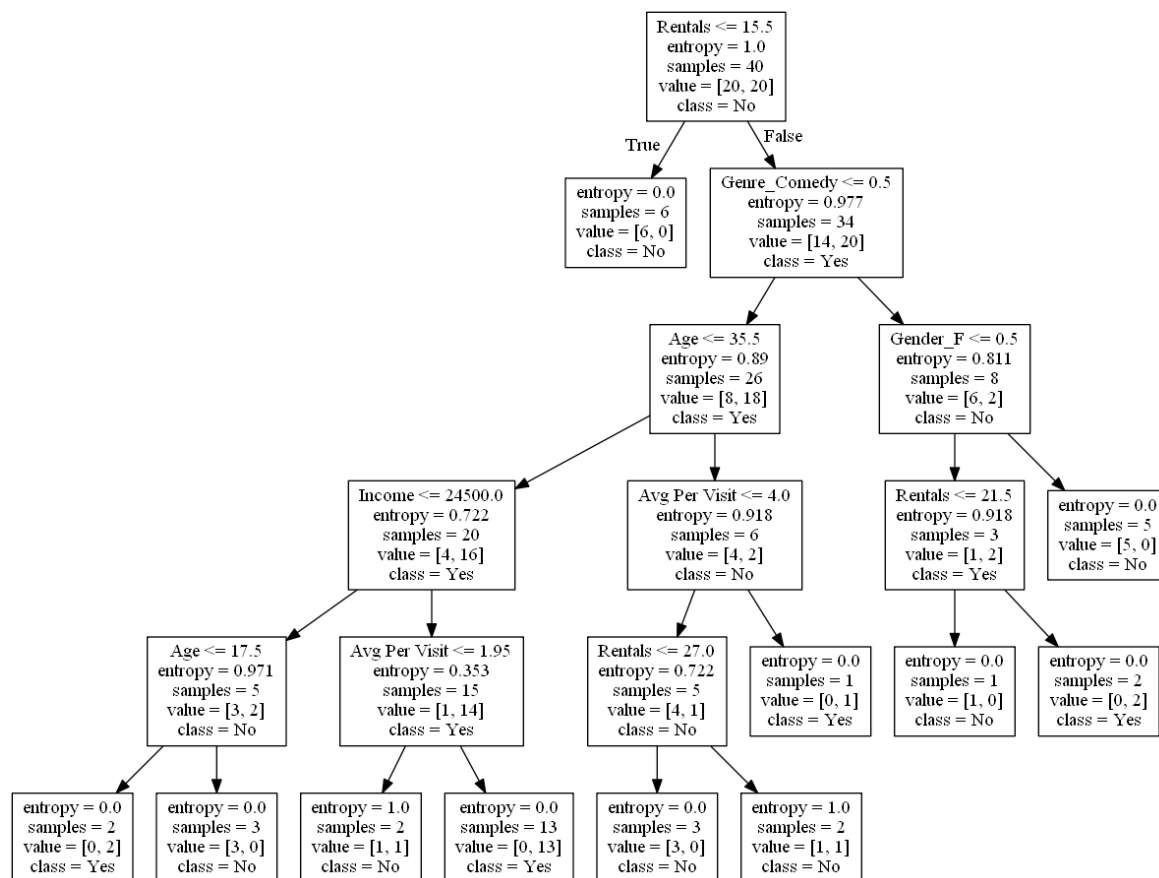 Rentals <= 15.5
entropy = 1.0
samples = 40
value = [20, 20]
class = No
True
False
entropy = 0.0
samples = 6
value = [6, 0]
class = No
Genre_Comedy <= 0.5
entropy = 0.977
samples = 34
value = [14, 20]
class = Yes
Age <= 35.5
entropy = 0.89
samples = 26
value = [8, 18]
class = Yes
Gender_F <= 0.5
entropy = 0.811
samples = 8
value = [6, 2]
class = No
Income <= 24500.0
entropy = 0.722
samples = 20
value = [4, 16]
class = Yes
Avg Per Visit <= 4.0
entropy = 0.918
samples = 6
value = [4, 2]
class = No
Rentals <= 21.5
entropy = 0.918
samples = 3
value = [1, 2]
class = Yes
entropy = 0.0
samples = 5
value = [5, 0]
class = No
Age <= 17.5
entropy = 0.971
samples = 5
value = [3, 2]
class = No
Avg Per Visit <= 1.95
entropy = 0.353
samples = 15
value = [1, 14]
class = Yes
Rentals <= 27.0
entropy = 0.722
samples = 5
value = [4, 1]
class = No
entropy = 0.0
samples = 1
value = [0, 1]
class = Yes
entropy = 0.0
samples = 1
value = [1, 0]
class = No
entropy = 0.0
samples = 2
value = [0, 2]
class = Yes
entropy = 0.0
samples = 2
value = [0, 2]
class = Yes
entropy = 0.0
samples = 3
value = [3, 0]
class = No
entropy = 1.0
samples = 2
value = [1, 1]
class = No
entropy = 0.0
samples = 13
value = [0, 13]
class = Yes
entropy = 0.0
samples = 3
value = [3, 0]
class = No
entropy = 1.0
samples = 2
value = [1, 1]
class = No